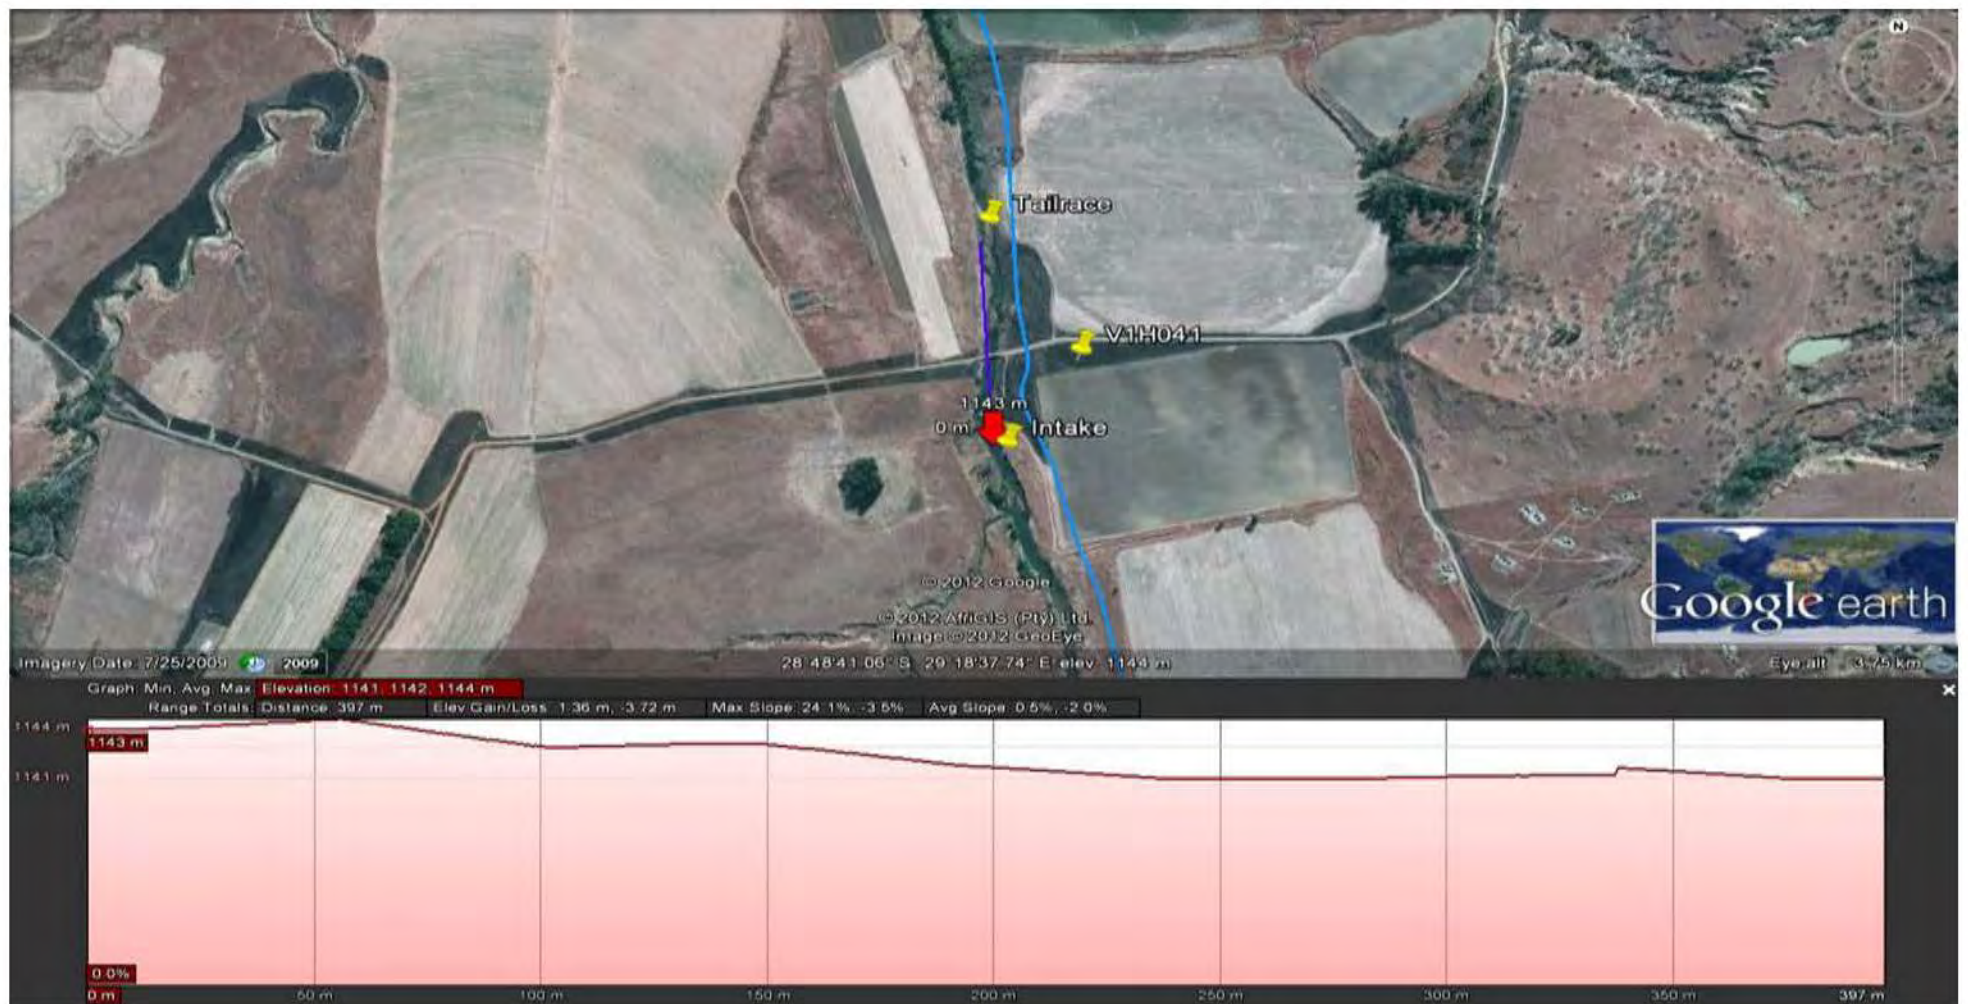 N
Tailrace
V1H041
1143 m
0 m
Intake
© 2012 Google
© 2012 AfriGIS (Pty) Ltd.
Image © 2012 GeoEye
Google earth
Imagery Date: 7/25/2009 2009 28°48'41.06" S 29°18'37.74" E elev 1144 m Eye alt 3.75 km
Graph: Min, Avg, Max Elevation: 1141, 1142, 1144 m
Range Totals: Distance: 397 m Elev Gain/Loss: 1.36 m, -3.72 m Max Slope: 24.1%, -3.5% Avg Slope: 0.5%, -2.0%
1144 m
1143 m
1141 m
0.0%
0 m 50 m 100 m 150 m 200 m 250 m 300 m 350 m 397 m